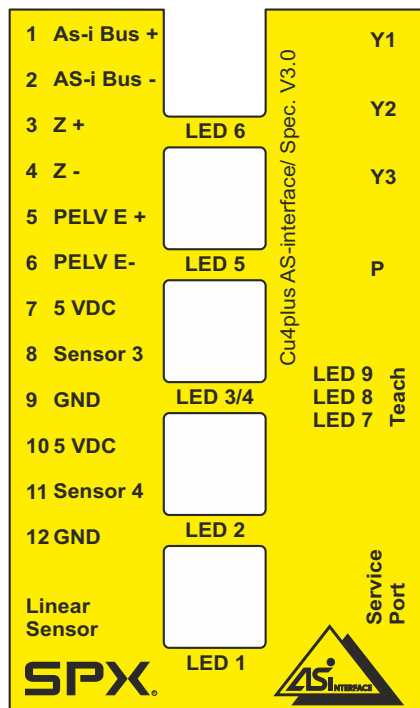 1 As-i Bus +
2 AS-i Bus -
3 Z +
4 Z -
5 PELV E +
6 PELV E-
7 5 VDC
8 Sensor 3
9 GND
10 5 VDC
11 Sensor 4
12 GND
Linear
Sensor
SPX®
LED 6
LED 5
LED 3/4
LED 2
LED 1
Cu4plus AS-interface/ Spec. V3.0
Y1
Y2
Y3
P
LED 9
LED 8
LED 7
Teach
Service
Port
ASi INTERFACE